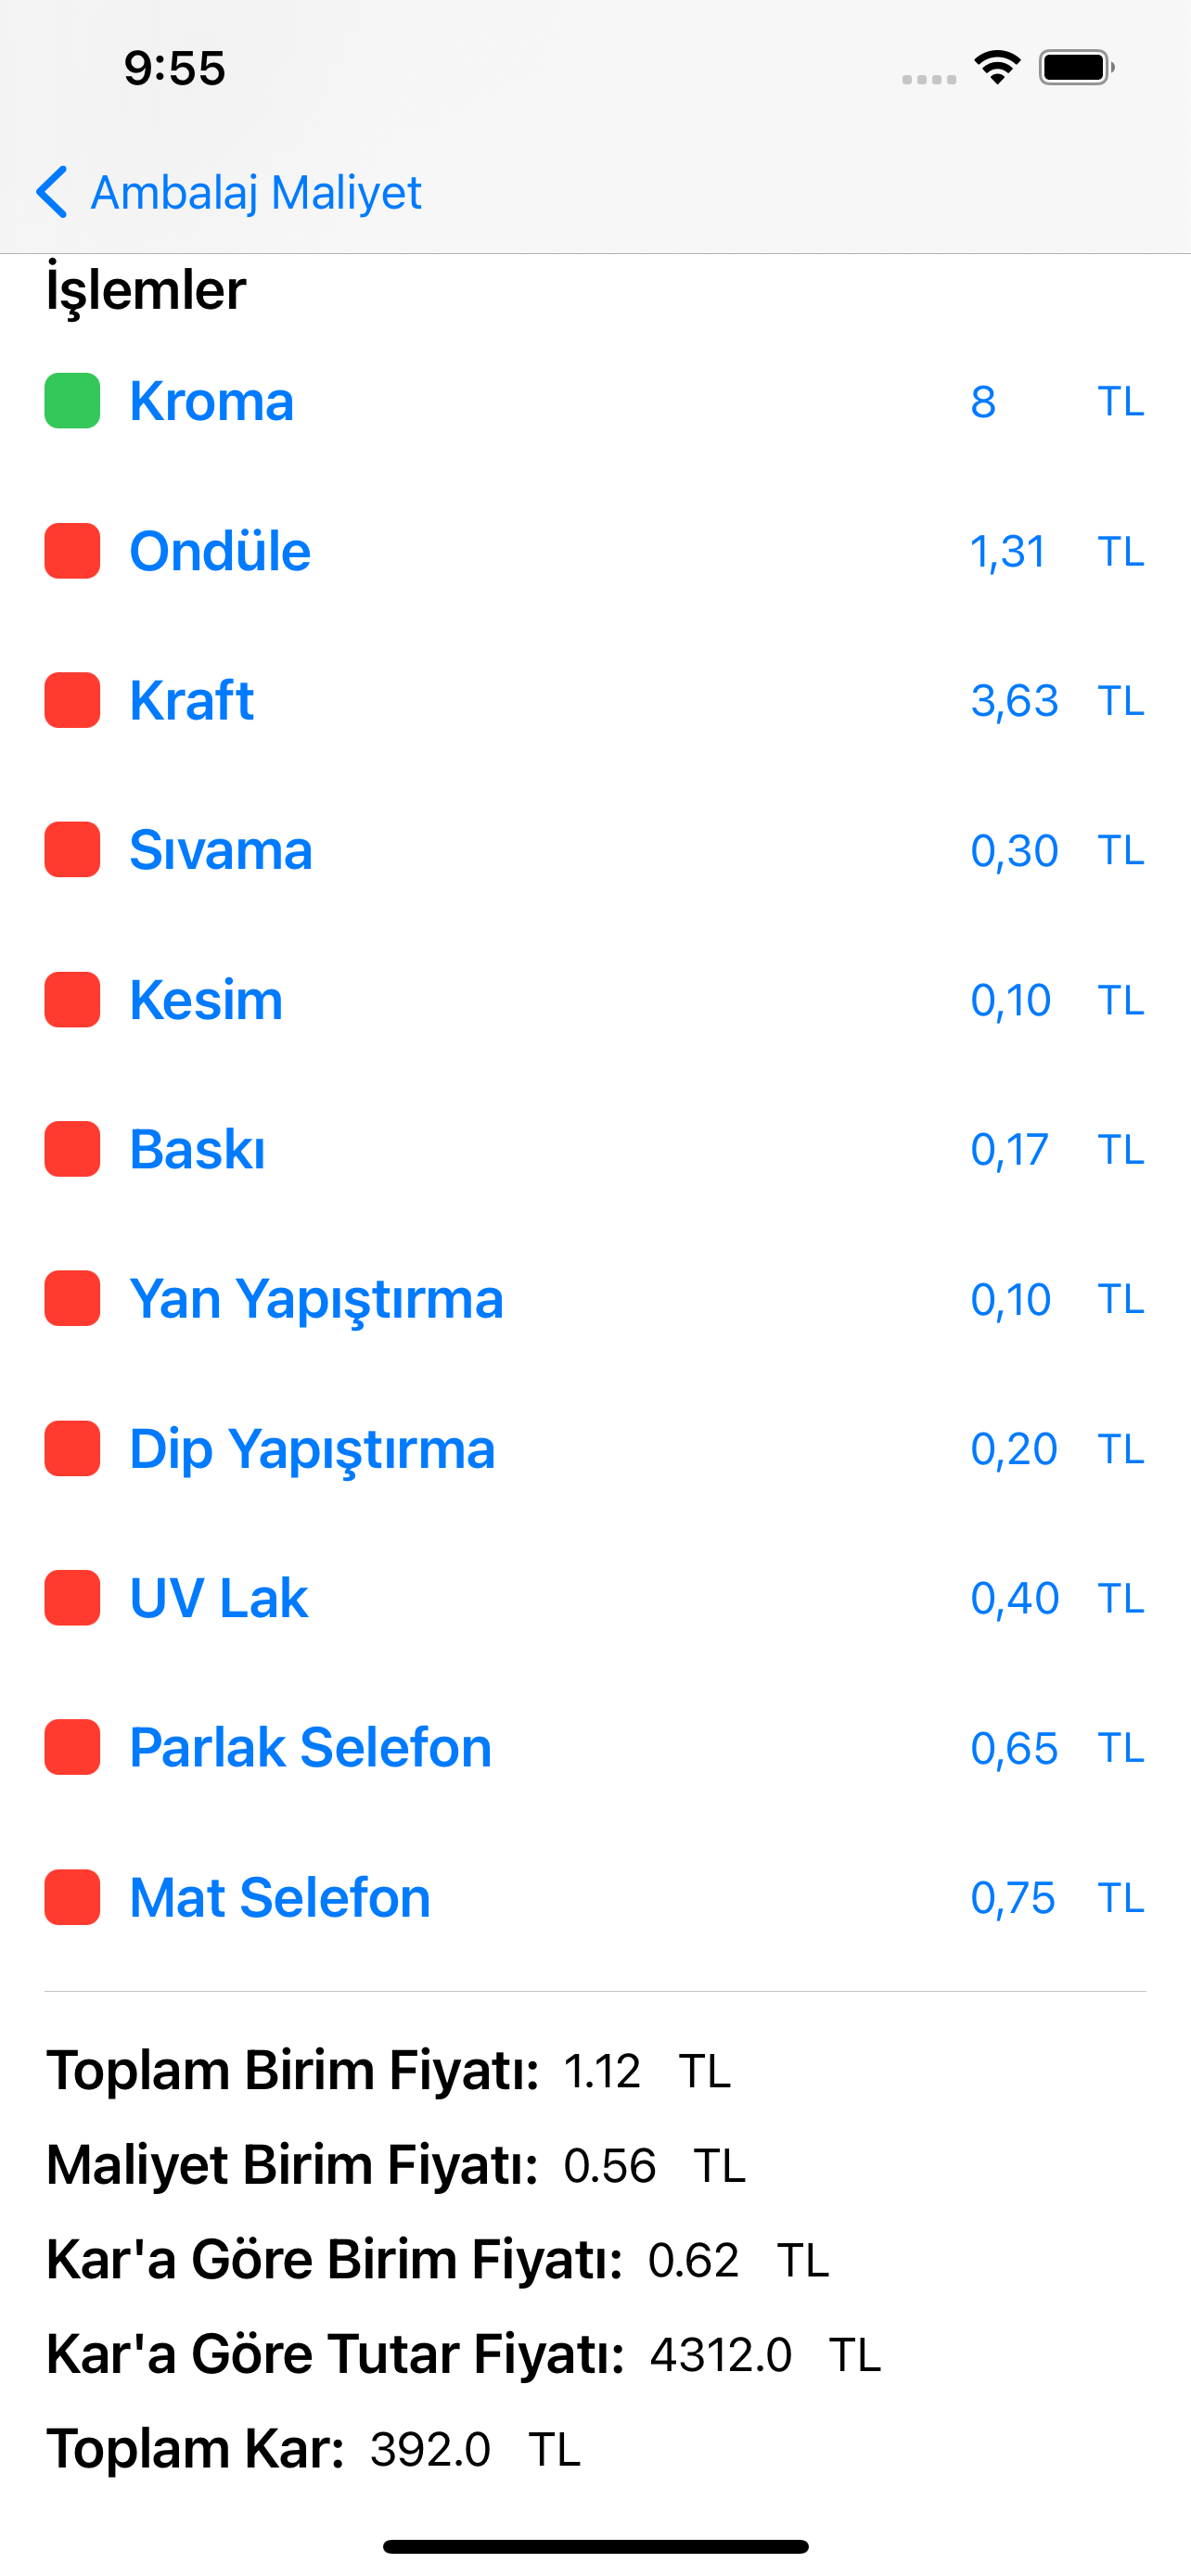 9:55
Ambalaj Maliyet
İşlemler
Kroma 8 TL
Ondüle 1,31 TL
Kraft 3,63 TL
Sıvama 0,30 TL
Kesim 0,10 TL
Baskı 0,17 TL
Yan Yapıştırma 0,10 TL
Dip Yapıştırma 0,20 TL
UV Lak 0,40 TL
Parlak Selefon 0,65 TL
Mat Selefon 0,75 TL
Toplam Birim Fiyatı: 1.12 TL
Maliyet Birim Fiyatı: 0.56 TL
Kar'a Göre Birim Fiyatı: 0.62 TL
Kar'a Göre Tutar Fiyatı: 4312.0 TL
Toplam Kar: 392.0 TL